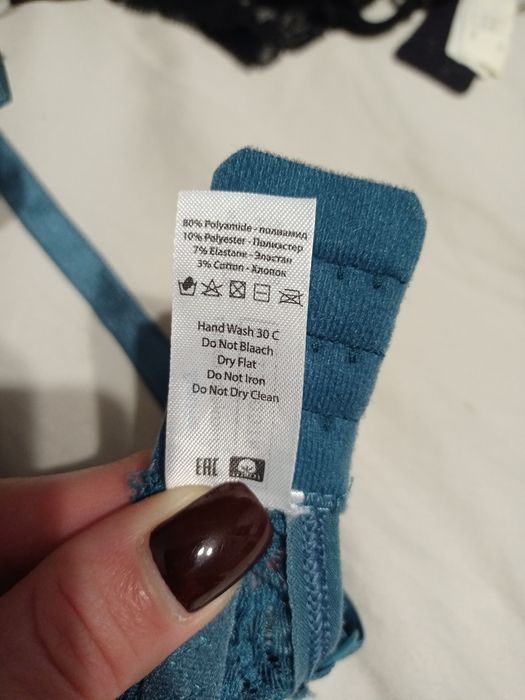 80% Polyamide - полиамид
10% Polyester - Полиэстер
7% Elastane - Эластан
3% Cotton - Хлопок
Hand Wash 30 C
Do Not Blaach
Dry Flat
Do Not Iron
Do Not Dry Clean
EAC